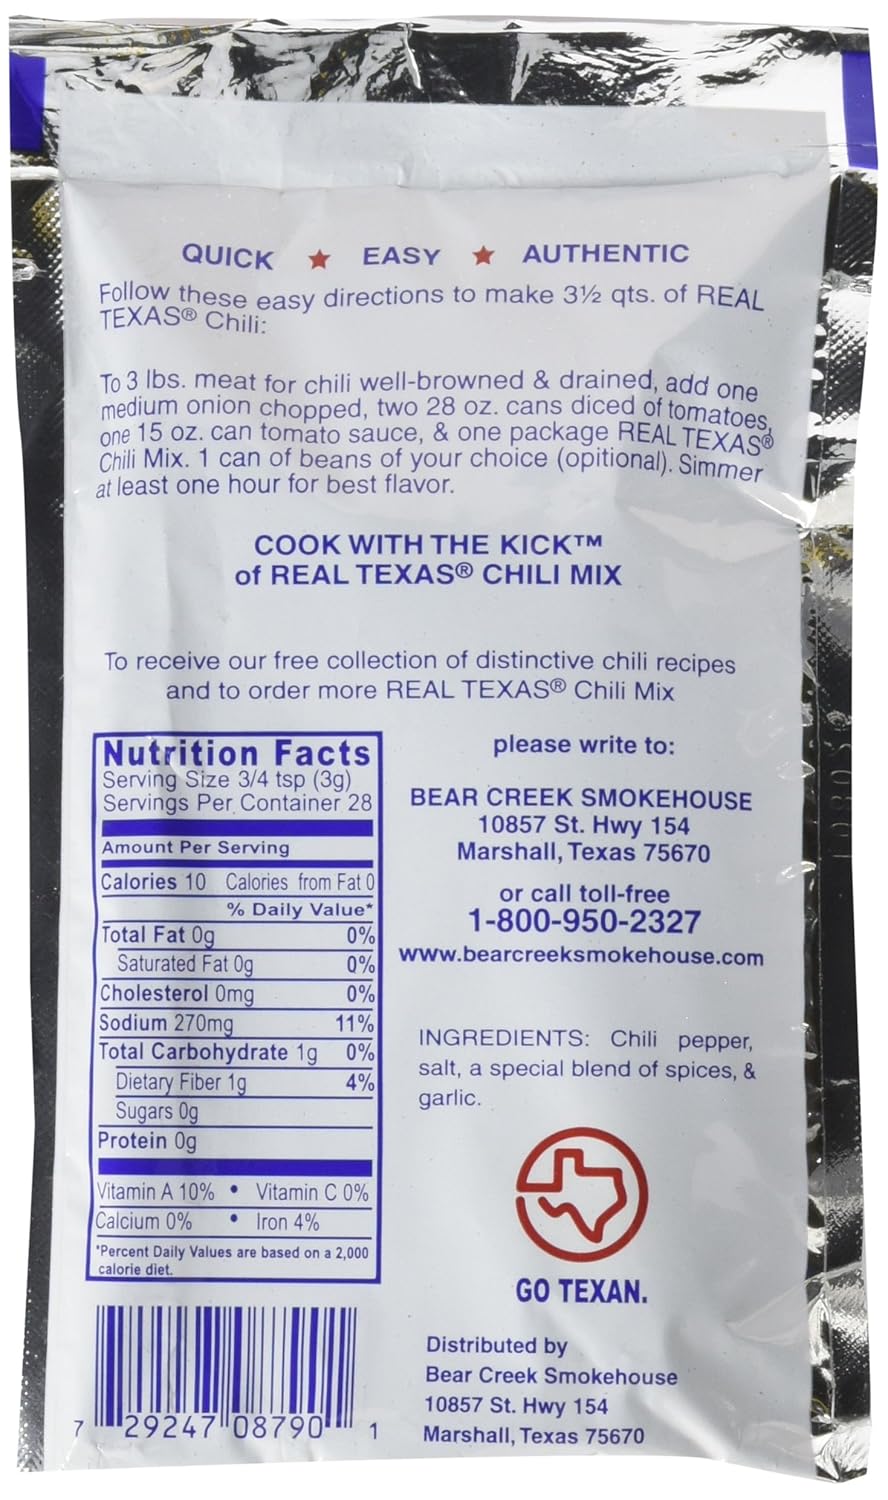 QUICK ★ EASY ★ AUTHENTIC
Follow these easy directions to make 3½ qts. of REAL
TEXAS® Chili:
To 3 lbs. meat for chili well-browned & drained, add one
medium onion chopped, two 28 oz. cans diced of tomatoes,
one 15 oz. can tomato sauce, & one package REAL TEXAS®
Chili Mix. 1 can of beans of your choice (opitional). Simmer
at least one hour for best flavor.
COOK WITH THE KICK™
of REAL TEXAS® CHILI MIX
To receive our free collection of distinctive chili recipes
and to order more REAL TEXAS® Chili Mix
please write to:
BEAR CREEK SMOKEHOUSE
10857 St. Hwy 154
Marshall, Texas 75670
or call toll-free
1-800-950-2327
www.bearcreeksmokehouse.com
Nutrition Facts
Serving Size 3/4 tsp (3g)
Servings Per Container 28
Amount Per Serving
Calories 10 Calories from Fat 0
% Daily Value*
Total Fat 0g 0%
Saturated Fat 0g 0%
Cholesterol 0mg 0%
Sodium 270mg 11%
Total Carbohydrate 1g 0%
Dietary Fiber 1g 4%
Sugars 0g
Protein 0g
Vitamin A 10% • Vitamin C 0%
Calcium 0% • Iron 4%
*Percent Daily Values are based on a 2,000
calorie diet.
INGREDIENTS: Chili pepper,
salt, a special blend of spices, &
garlic.
GO TEXAN.
7 29247 08790 1
Distributed by
Bear Creek Smokehouse
10857 St. Hwy 154
Marshall, Texas 75670